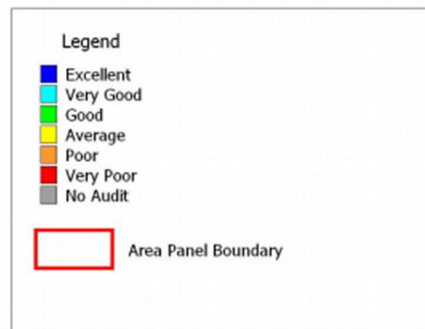 Legend
Excellent
Very Good
Good
Average
Poor
Very Poor
No Audit
Area Panel Boundary